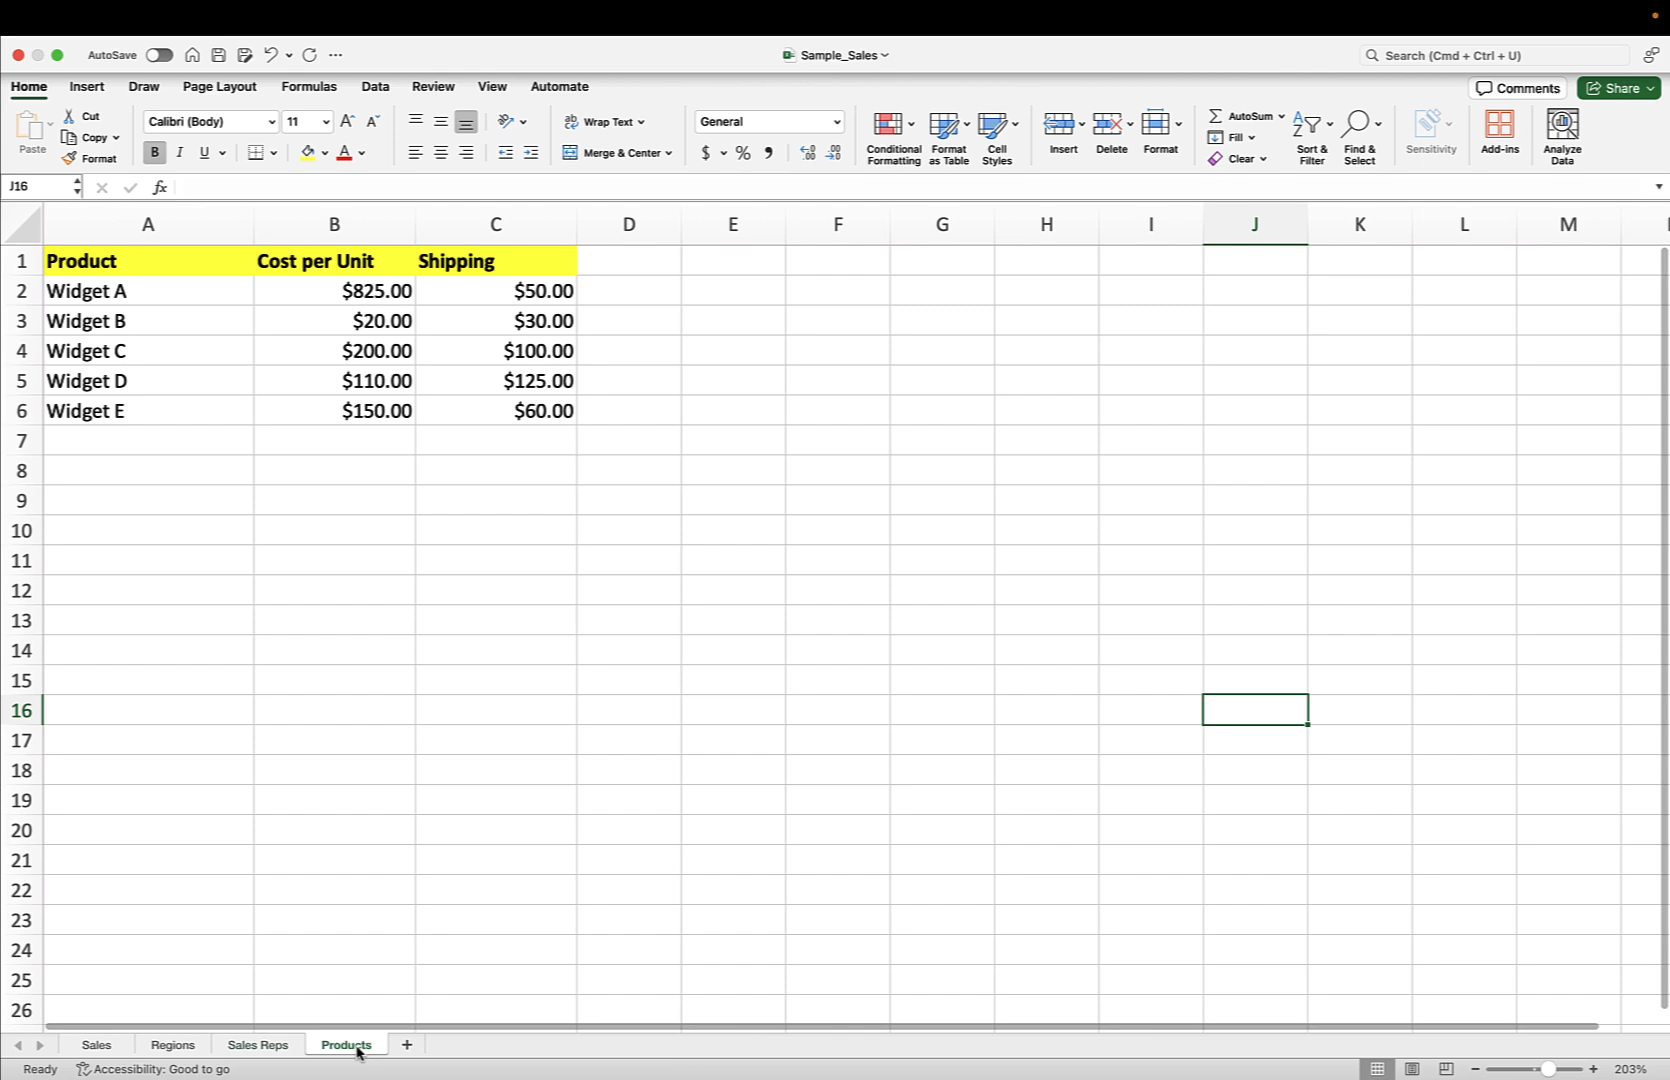 AutoSave
Sample_Sales
Search (Cmd + Ctrl + U)
Home Insert Draw Page Layout Formulas Data Review View Automate
Comments Share
Paste
Cut
Copy
Format
Calibri (Body) 11
B I U
Wrap Text
Merge & Center
General
$ % 9
Conditional Formatting
Format as Table
Cell Styles
Insert
Delete
Format
AutoSum
Fill
Clear
Sort & Filter
Find & Select
Sensitivity
Add-ins
Analyze Data
J16 fx
A B C D E F G H I J K L M
1 Product Cost per Unit Shipping
2 Widget A $825.00 $50.00
3 Widget B $20.00 $30.00
4 Widget C $200.00 $100.00
5 Widget D $110.00 $125.00
6 Widget E $150.00 $60.00
7
8
9
10
11
12
13
14
15
16
17
18
19
20
21
22
23
24
25
26
Sales Regions Sales Reps Products +
Ready Accessibility: Good to go
203%